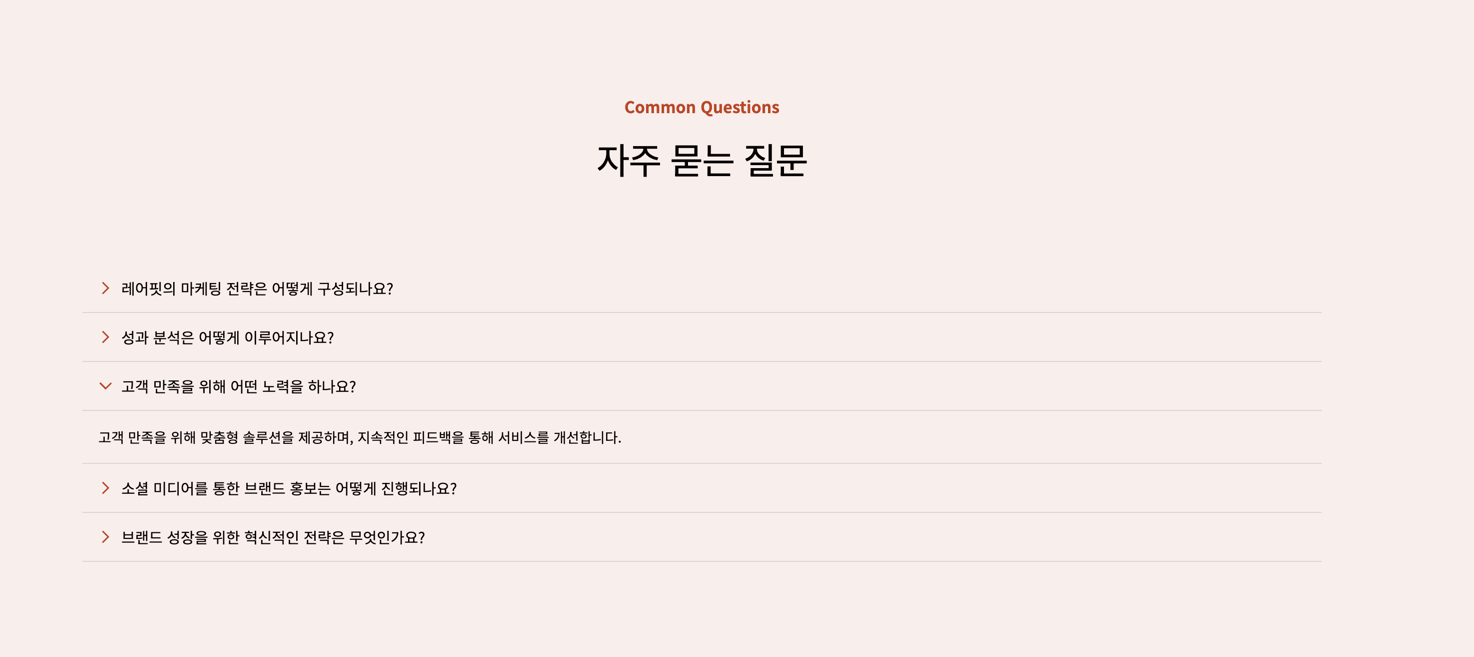 Common Questions
자주 묻는 질문
레어핏의 마케팅 전략은 어떻게 구성되나요?
성과 분석은 어떻게 이루어지나요?
고객 만족을 위해 어떤 노력을 하나요?
고객 만족을 위해 맞춤형 솔루션을 제공하며, 지속적인 피드백을 통해 서비스를 개선합니다.
소셜 미디어를 통한 브랜드 홍보는 어떻게 진행되나요?
브랜드 성장을 위한 혁신적인 전략은 무엇인가요?